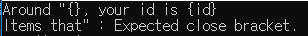 Around "{}, your id is {id}
Items that" : Expected close bracket.